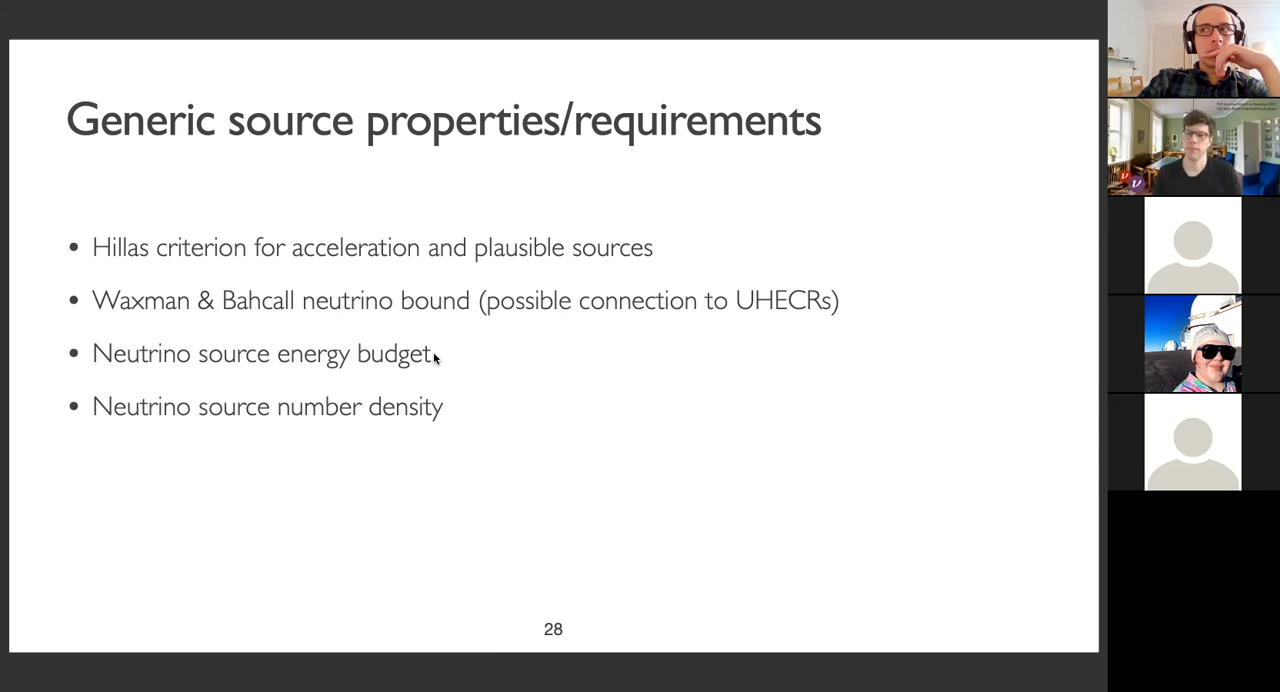 Generic source properties/requirements
• Hillas criterion for acceleration and plausible sources
• Waxman & Bahcall neutrino bound (possible connection to UHECRs)
• Neutrino source energy budget
• Neutrino source number density
28